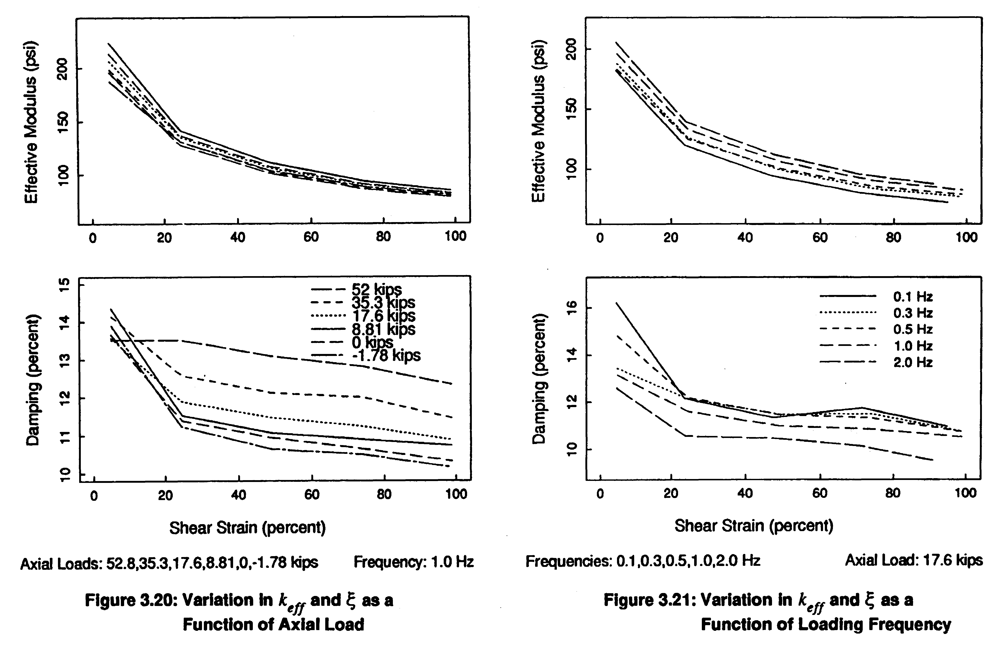 Effective Modulus (psi)
200
150
100
0 20 40 60 80 100
Damping (percent)
15
14
13
12
11
10
52 kips
35.3 kips
17.6 kips
8.81 kips
0 kips
-1.78 kips
0 20 40 60 80 100
Shear Strain (percent)
Axial Loads: 52.8,35.3,17.6,8.81,0,-1.78 kips Frequency: 1.0 Hz
Figure 3.20: Variation in k_eff and ξ as a
Function of Axial Load
Effective Modulus (psi)
200
150
100
0 20 40 60 80 100
Damping (percent)
16
14
12
10
0.1 Hz
0.3 Hz
0.5 Hz
1.0 Hz
2.0 Hz
0 20 40 60 80 100
Shear Strain (percent)
Frequencies: 0.1,0.3,0.5,1.0,2.0 Hz Axial Load: 17.6 kips
Figure 3.21: Variation in k_eff and ξ as a
Function of Loading Frequency